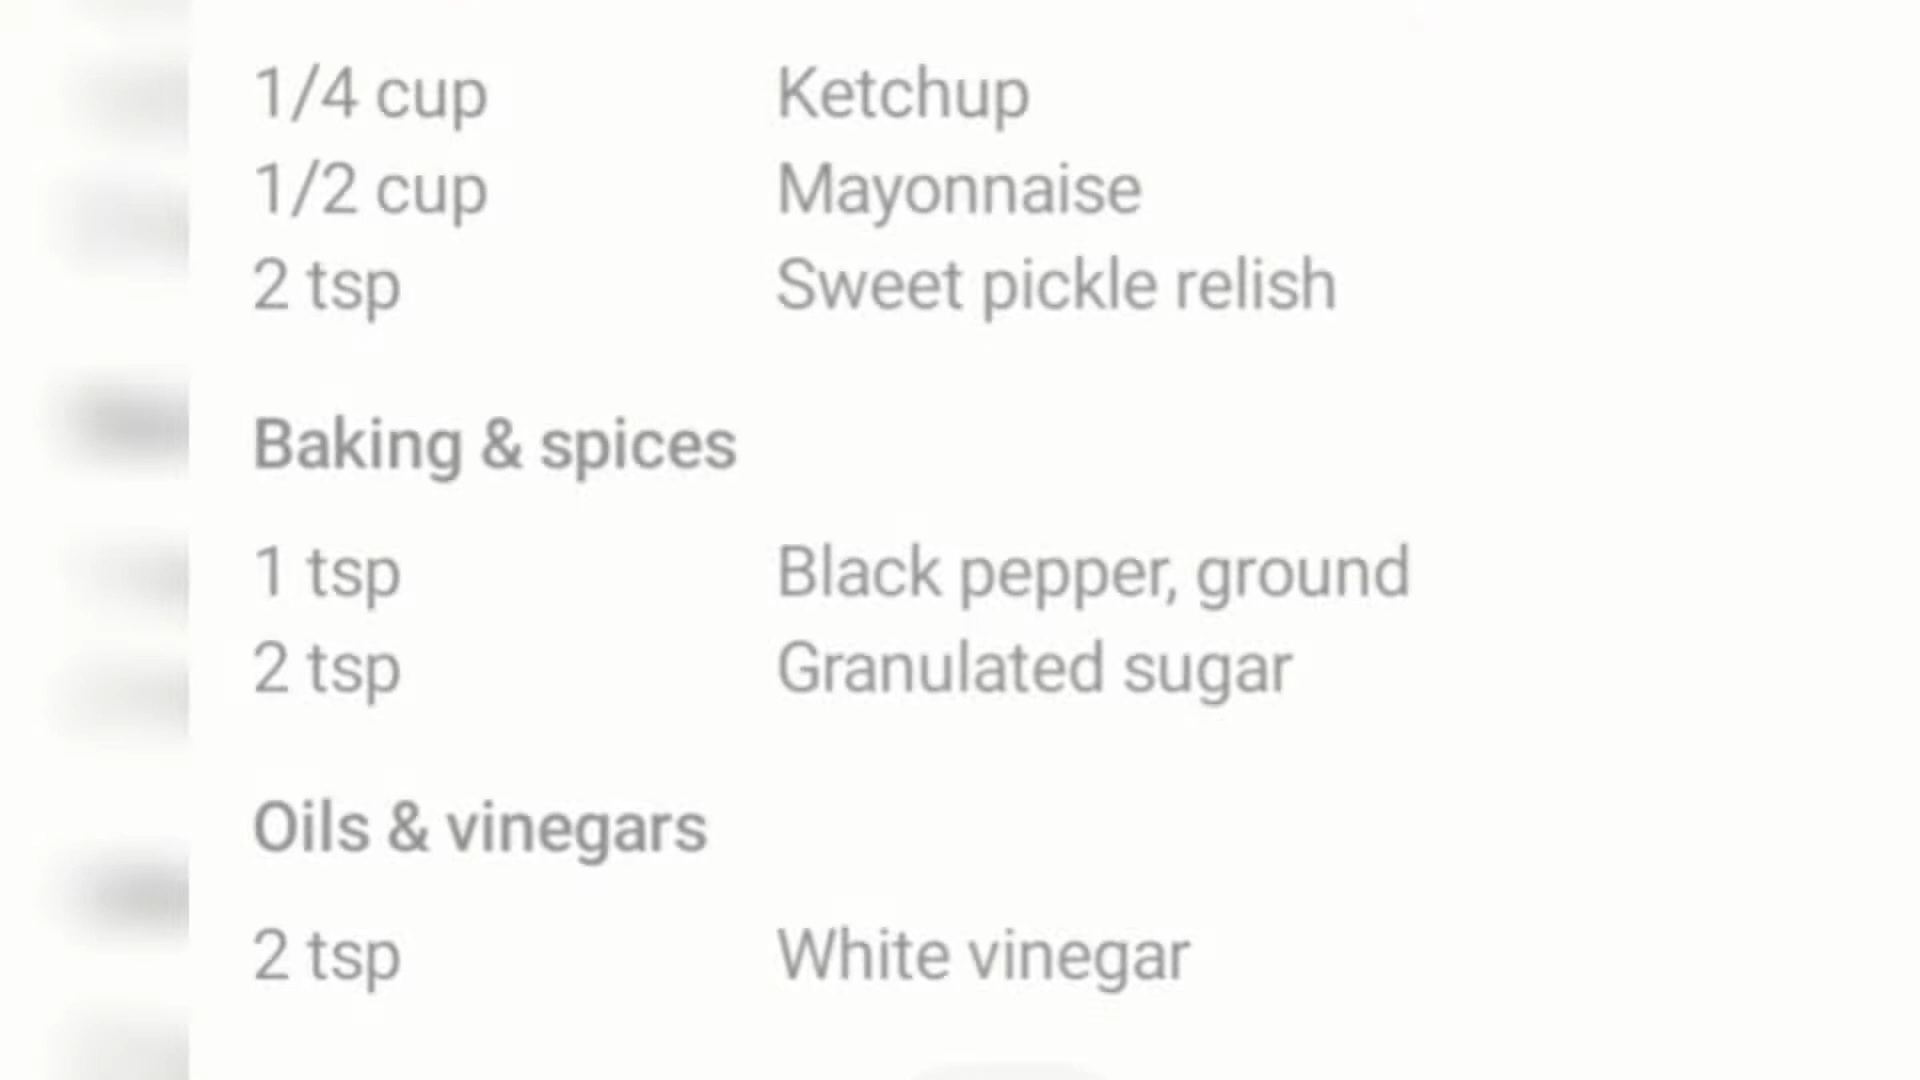 1/4 cup Ketchup
1/2 cup Mayonnaise
2 tsp Sweet pickle relish
Baking & spices
1 tsp Black pepper, ground
2 tsp Granulated sugar
Oils & vinegars
2 tsp White vinegar